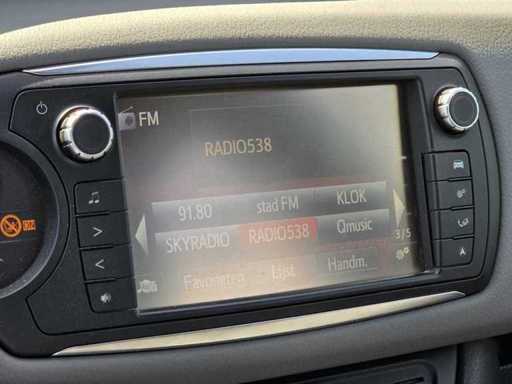 FM
RADIO538
91.80 stad FM KLOK
SKYRADIO RADIO538 Qmusic
3/5
Favorieten Lijst Handm.